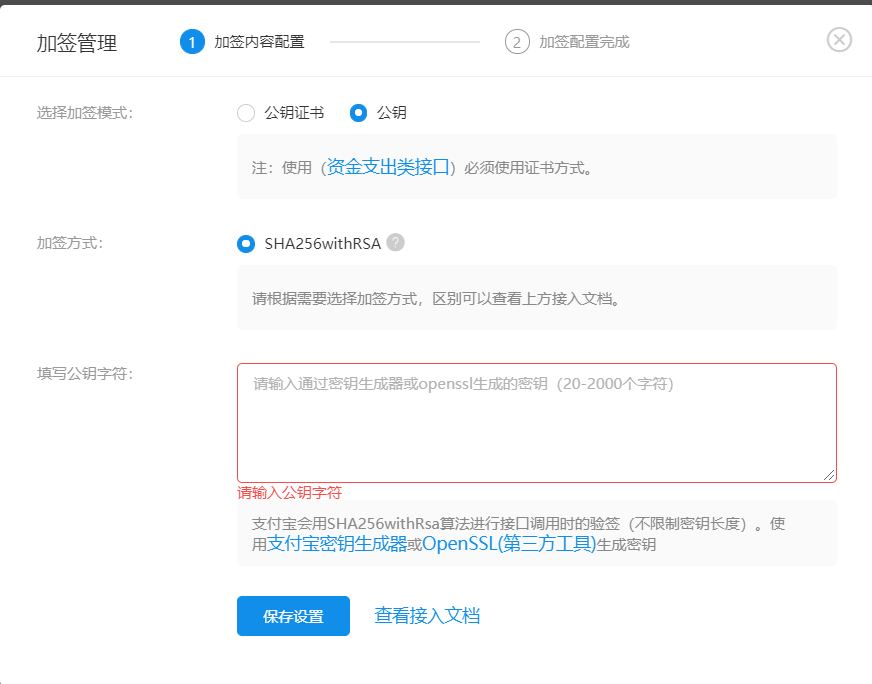 加签管理
1 加签内容配置
2 加签配置完成
选择加签模式：
公钥证书 公钥
注：使用（资金支出类接口）必须使用证书方式。
加签方式：
SHA256withRSA ?
请根据需要选择加签方式，区别可以查看上方接入文档。
填写公钥字符：
请输入通过密钥生成器或openssl生成的密钥（20-2000个字符）
请输入公钥字符
支付宝会用SHA256withRsa算法进行接口调用时的验签（不限制密钥长度）。使
用支付宝密钥生成器或OpenSSL(第三方工具)生成密钥
保存设置 查看接入文档